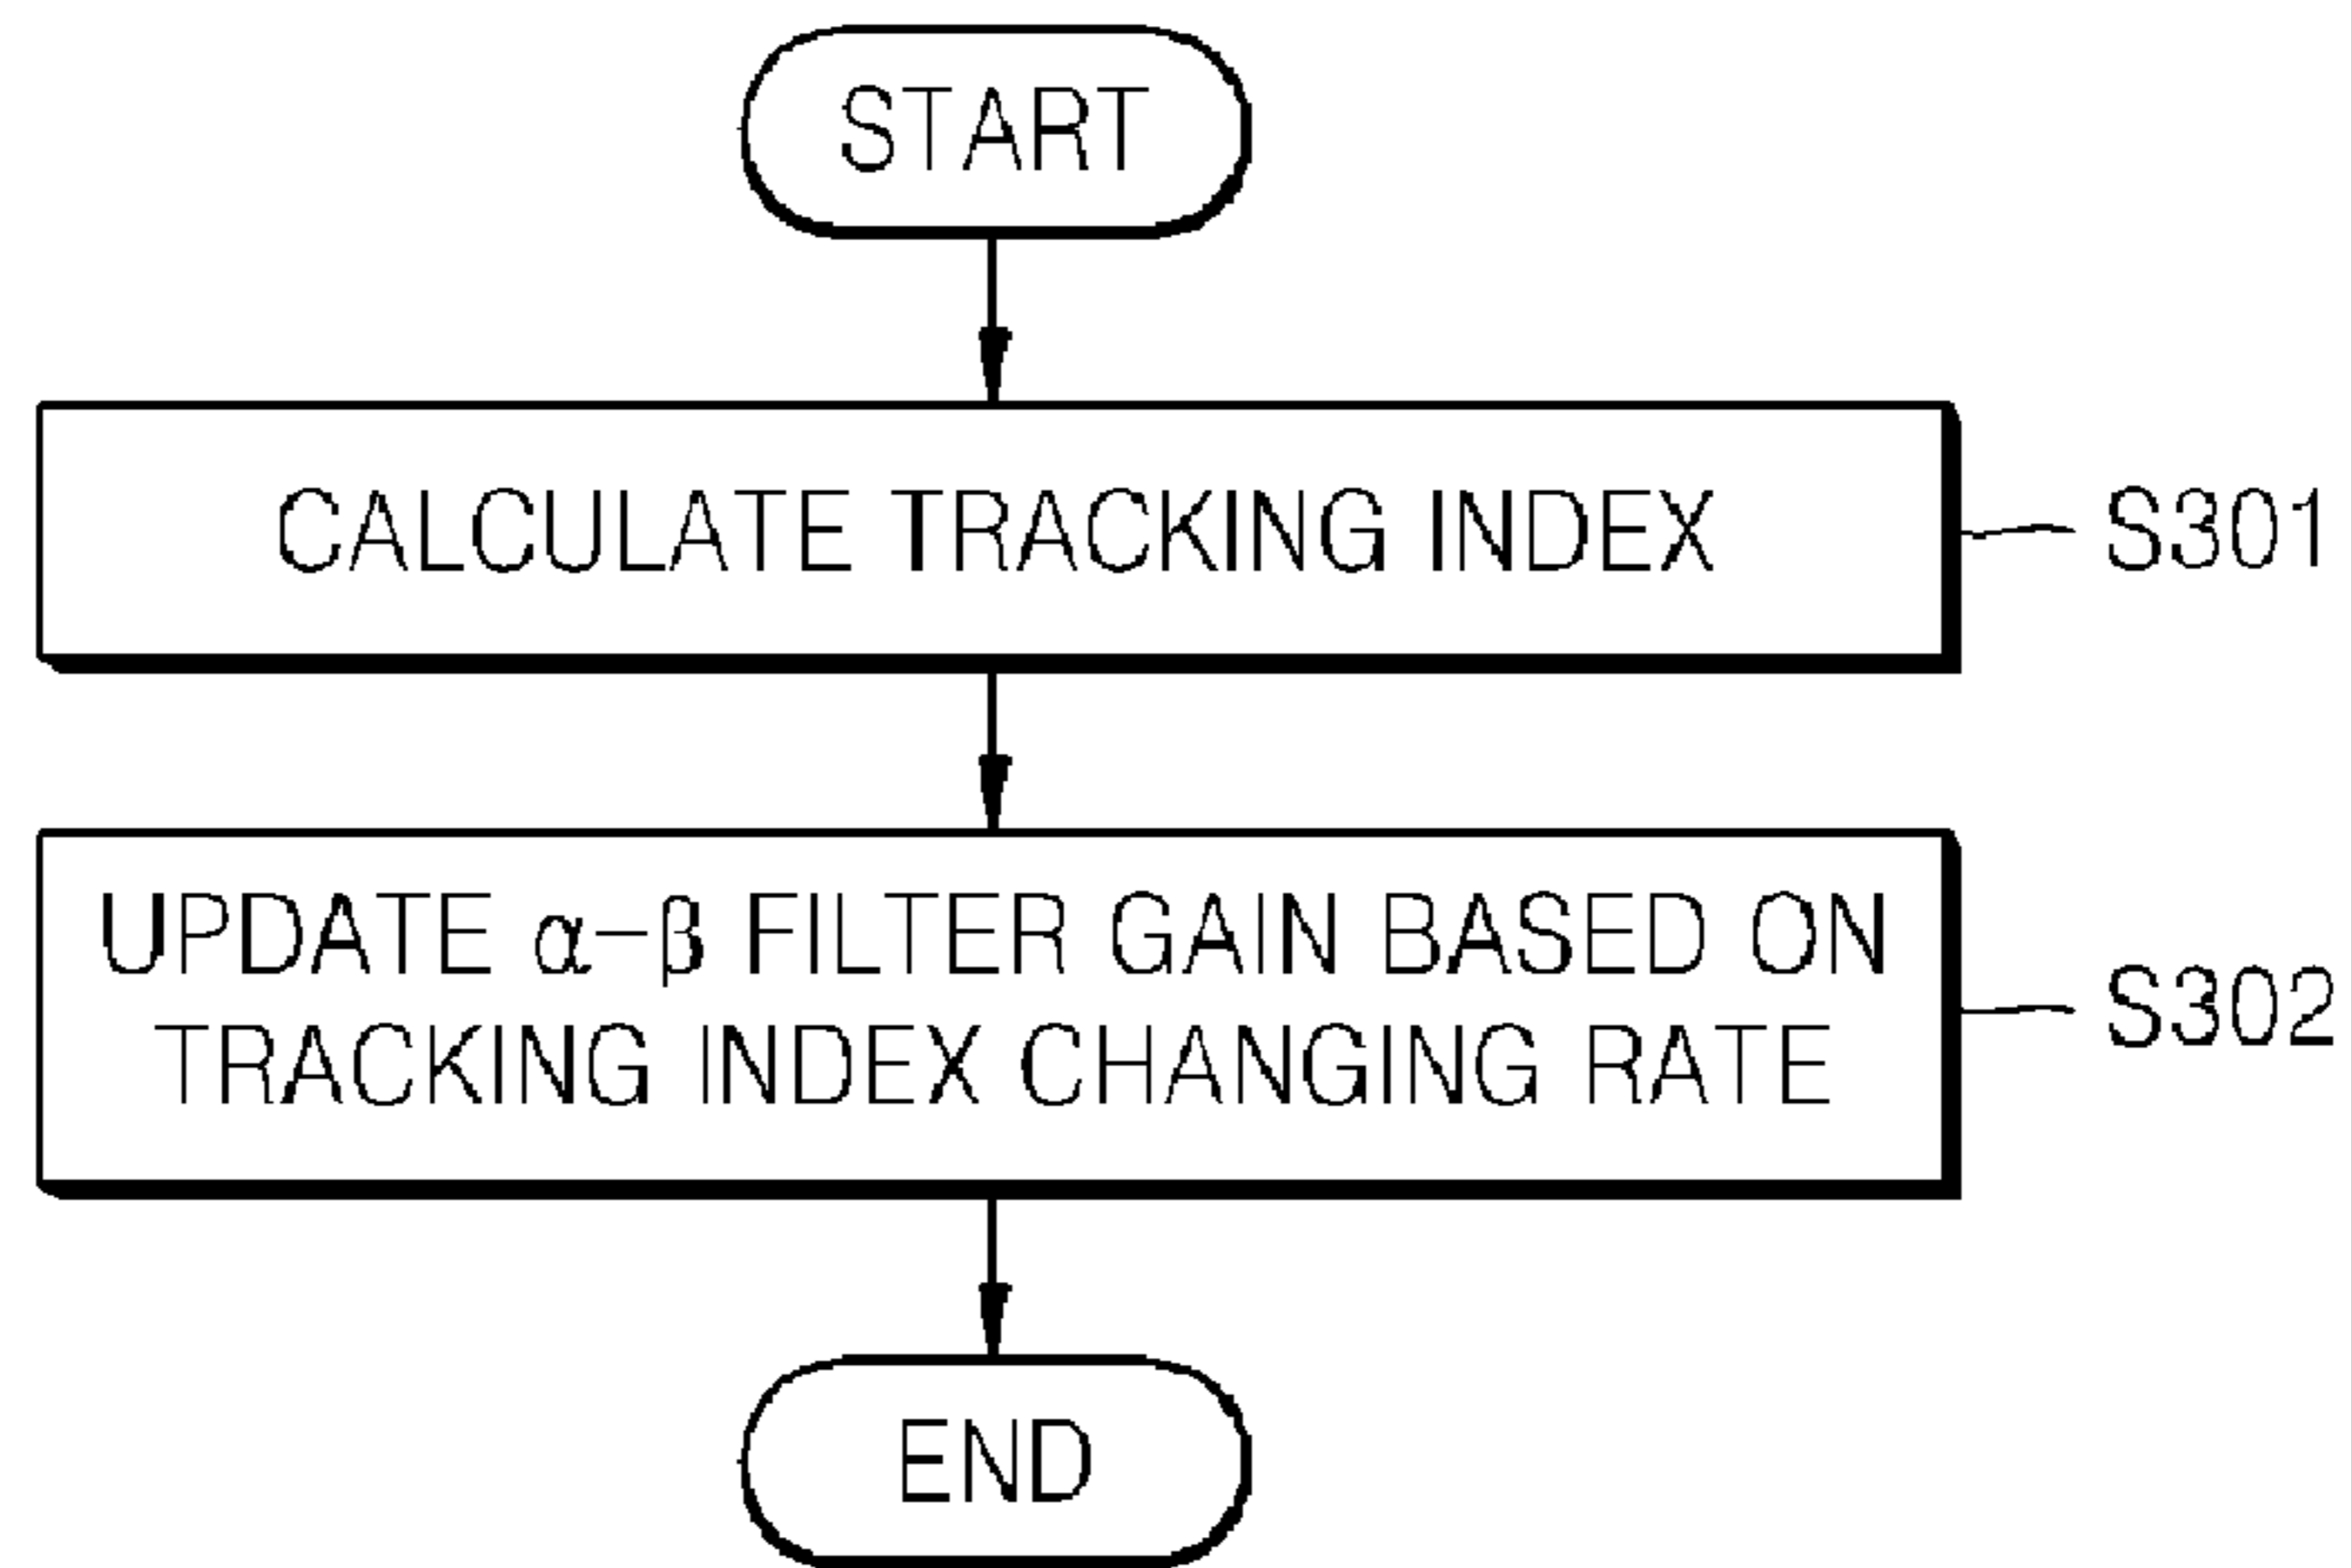 START
CALCULATE TRACKING INDEX
S301
UPDATE α-β FILTER GAIN BASED ON
TRACKING INDEX CHANGING RATE
S302
END